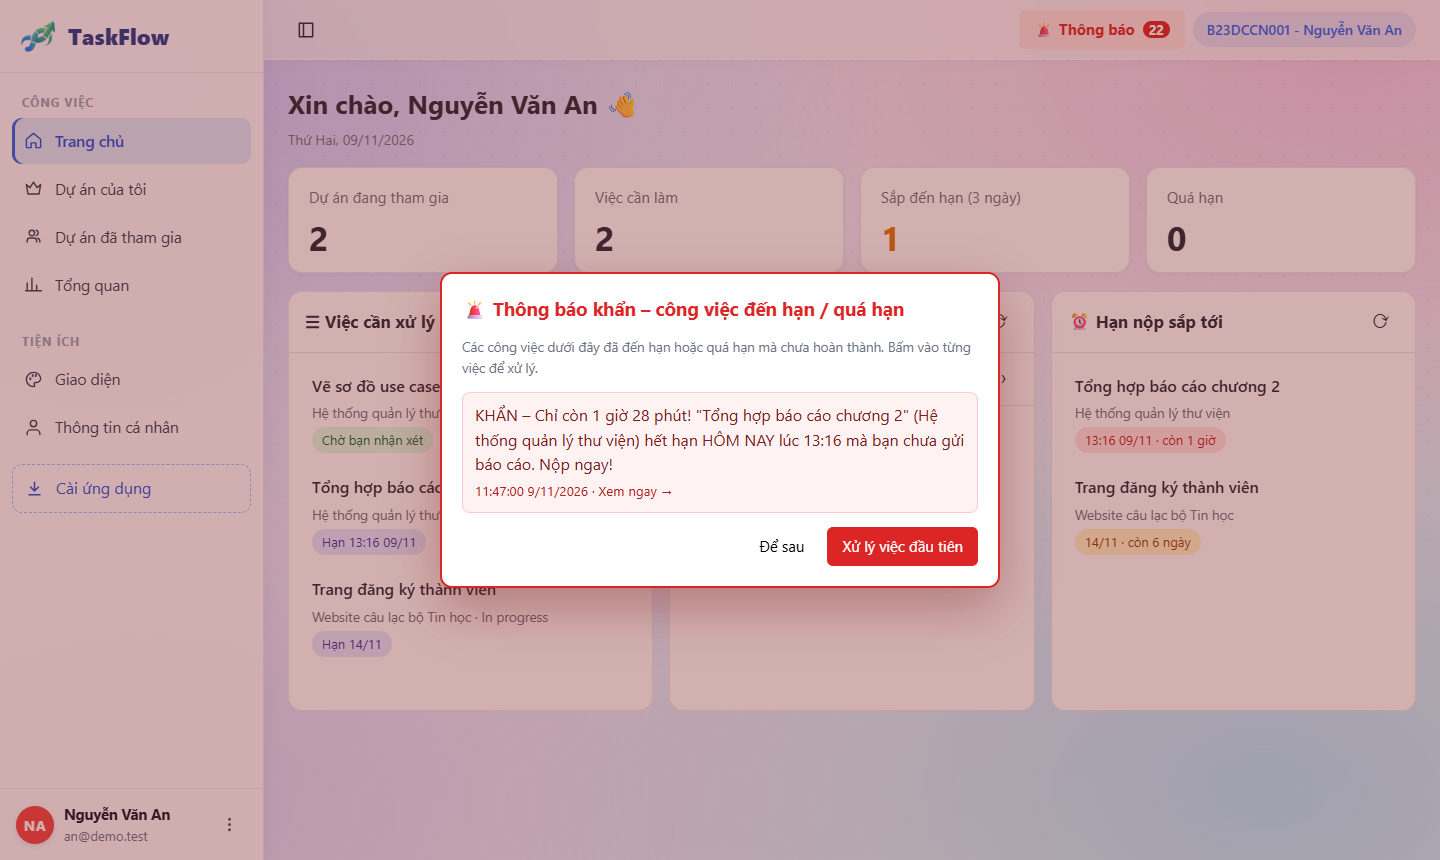 TaskFlow
CÔNG VIỆC
Trang chủ
Dự án của tôi
Dự án đã tham gia
Tổng quan
TIỆN ÍCH
Giao diện
Thông tin cá nhân
Cài ứng dụng
Nguyễn Văn An
an@demo.test
NA
Thông báo 22
B23DCCN001 - Nguyễn Văn An
Xin chào, Nguyễn Văn An
Thứ Hai, 09/11/2026
Dự án đang tham gia
2
Việc cần làm
2
Sắp đến hạn (3 ngày)
1
Quá hạn
0
Việc cần xử lý
Vẽ sơ đồ use case
Hệ thống quản lý thư
Chờ bạn nhận xét
Tổng hợp báo các
Hệ thống quản lý thư
Hạn 13:16 09/11
Trang đăng ký thành viên
Website câu lạc bộ Tin học · In progress
Hạn 14/11
Thông báo khẩn – công việc đến hạn / quá hạn
Các công việc dưới đây đã đến hạn hoặc quá hạn mà chưa hoàn thành. Bấm vào từng
việc để xử lý.
KHẨN – Chỉ còn 1 giờ 28 phút! "Tổng hợp báo cáo chương 2" (Hệ
thống quản lý thư viện) hết hạn HÔM NAY lúc 13:16 mà bạn chưa gửi
báo cáo. Nộp ngay!
11:47:00 9/11/2026 · Xem ngay →
Để sau
Xử lý việc đầu tiên
Hạn nộp sắp tới
Tổng hợp báo cáo chương 2
Hệ thống quản lý thư viện
13:16 09/11 · còn 1 giờ
Trang đăng ký thành viên
Website câu lạc bộ Tin học
14/11 · còn 6 ngày